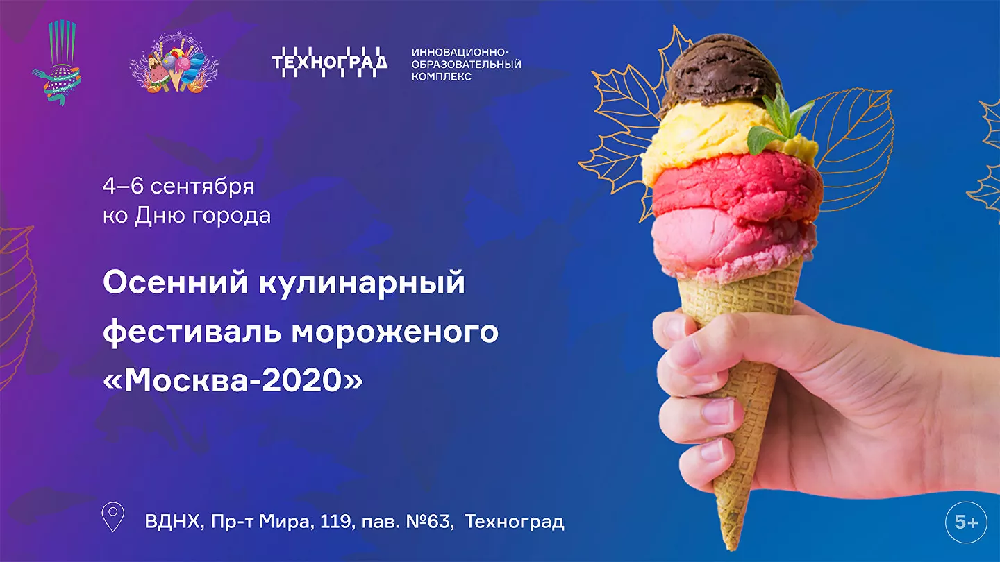 ТЕХНОГРАД
ИННОВАЦИОННО-
ОБРАЗОВАТЕЛЬНЫЙ
КОМПЛЕКС
4–6 сентября
ко Дню города
Осенний кулинарный
фестиваль мороженого
«Москва-2020»
ВДНХ, Пр-т Мира, 119, пав. №63, Техноград
5+